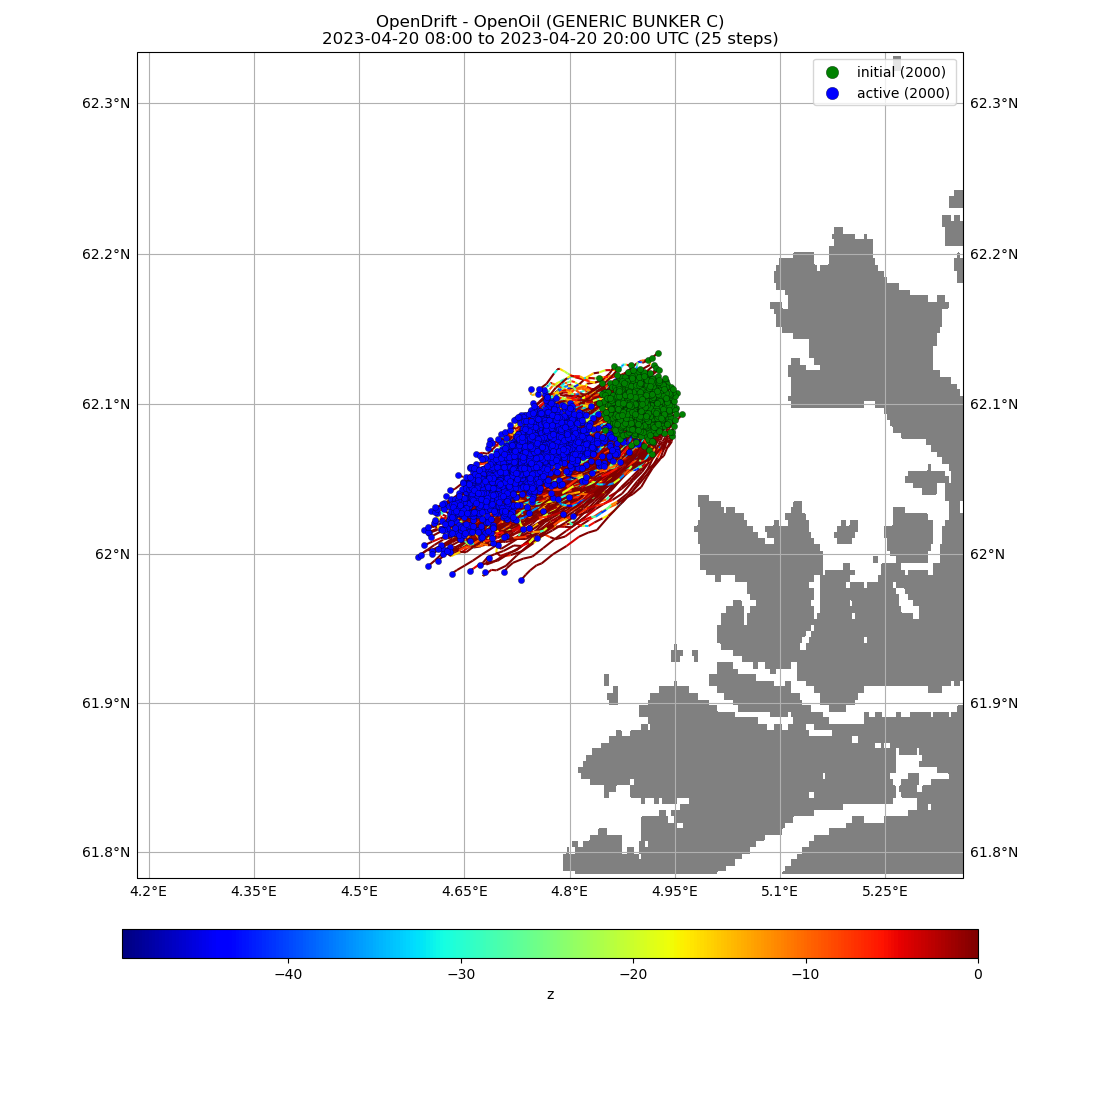 OpenDrift - OpenOil (GENERIC BUNKER C)
2023-04-20 08:00 to 2023-04-20 20:00 UTC (25 steps)
initial (2000)
active (2000)
62.3°N
62.3°N
62.2°N
62.2°N
62.1°N
62.1°N
62°N
62°N
61.9°N
61.9°N
61.8°N
61.8°N
4.2°E
4.35°E
4.5°E
4.65°E
4.8°E
4.95°E
5.1°E
5.25°E
−40
−30
−20
−10
0
z